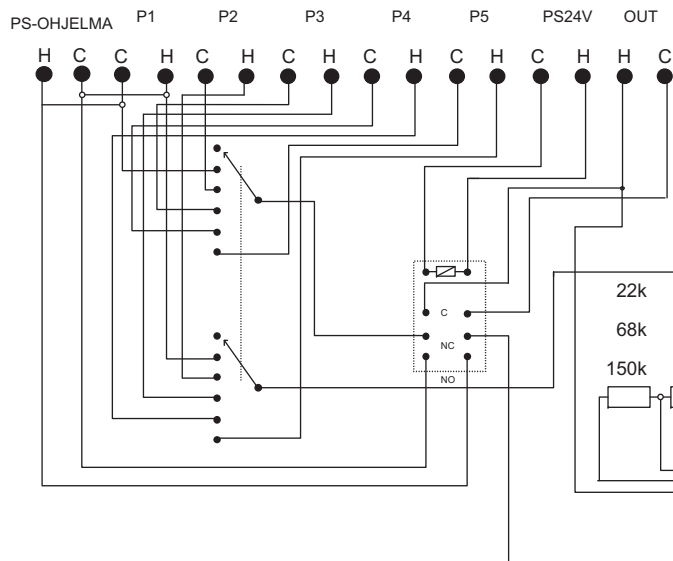 PS-OHJELMA P1 P2 P3 P4 P5 PS24V OUT
H C C H C H C H C H C H C H H C
C
NC
NO
22k
68k
150k